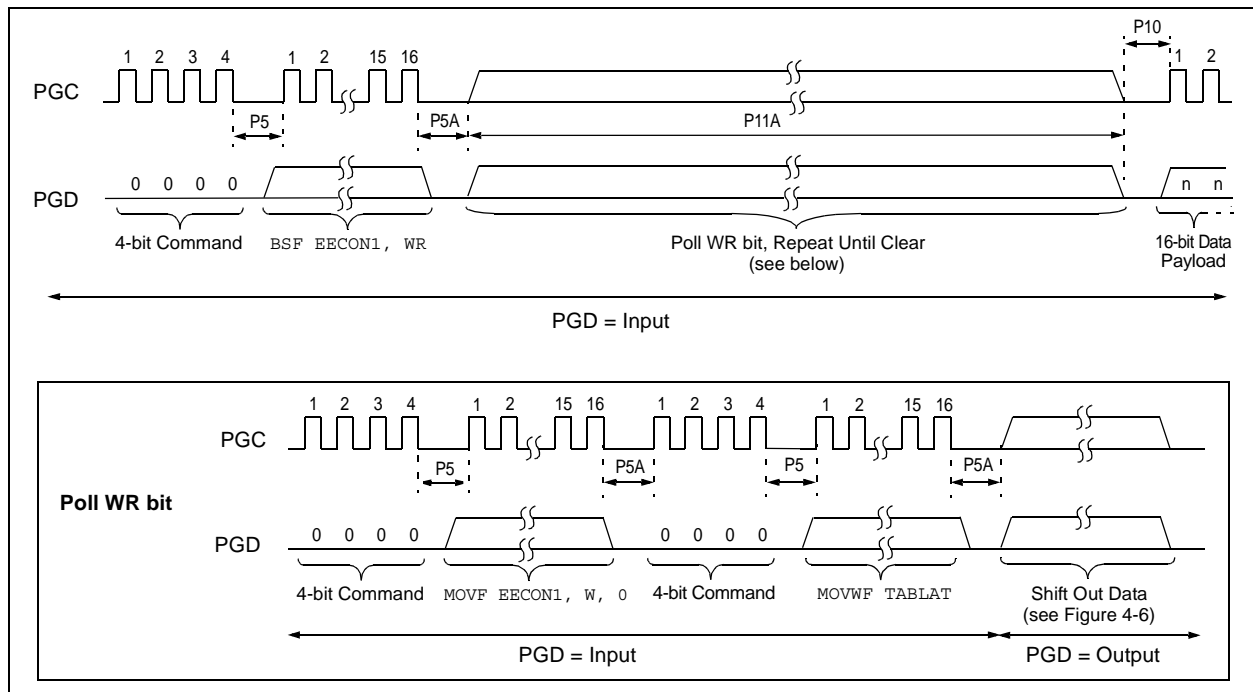 P10
1 2 3 4 1 2 15 16 1 2
PGC
P5 P5A P11A
PGD
0 0 0 0 n n
4-bit Command BSF EECON1, WR Poll WR bit, Repeat Until Clear 16-bit Data
(see below) Payload
PGD = Input
1 2 3 4 1 2 15 16 1 2 3 4 1 2 15 16
PGC
P5 P5A P5 P5A
Poll WR bit
PGD
0 0 0 0 0 0 0 0
4-bit Command MOVF EECON1, W, 0 4-bit Command MOVWF TABLAT Shift Out Data
(see Figure 4-6)
PGD = Input PGD = Output